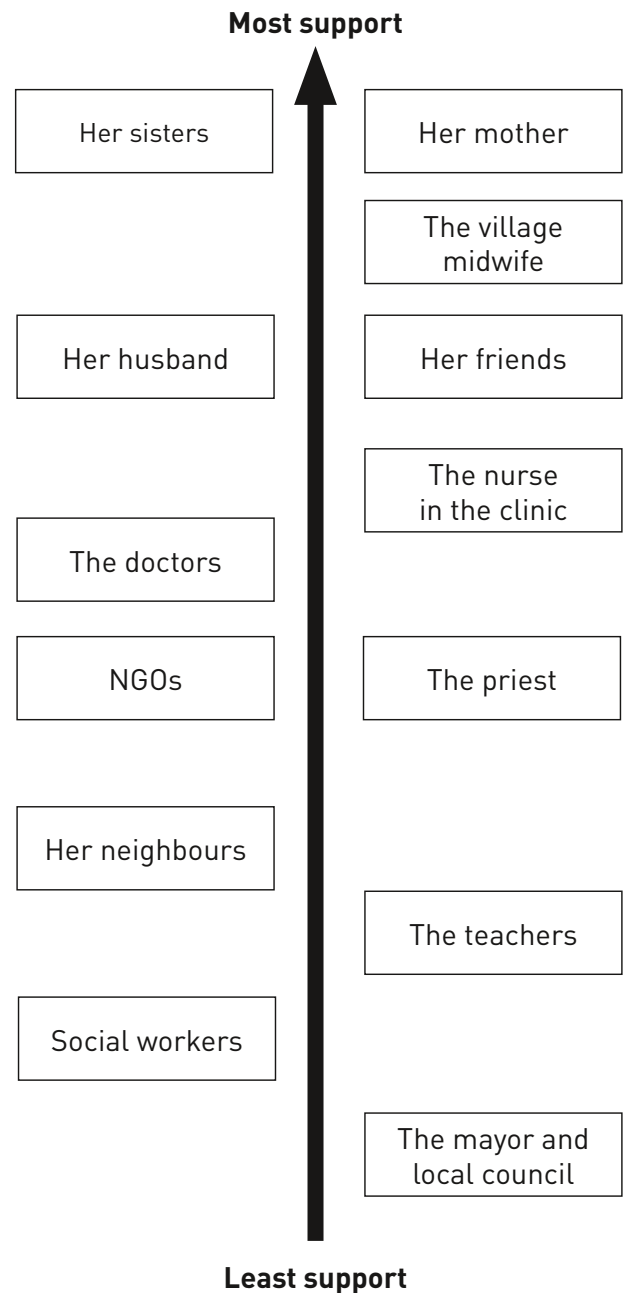 Most support
Her sisters
Her mother
The village
midwife
Her husband
Her friends
The nurse
in the clinic
The doctors
NGOs
The priest
Her neighbours
The teachers
Social workers
The mayor and
local council
Least support